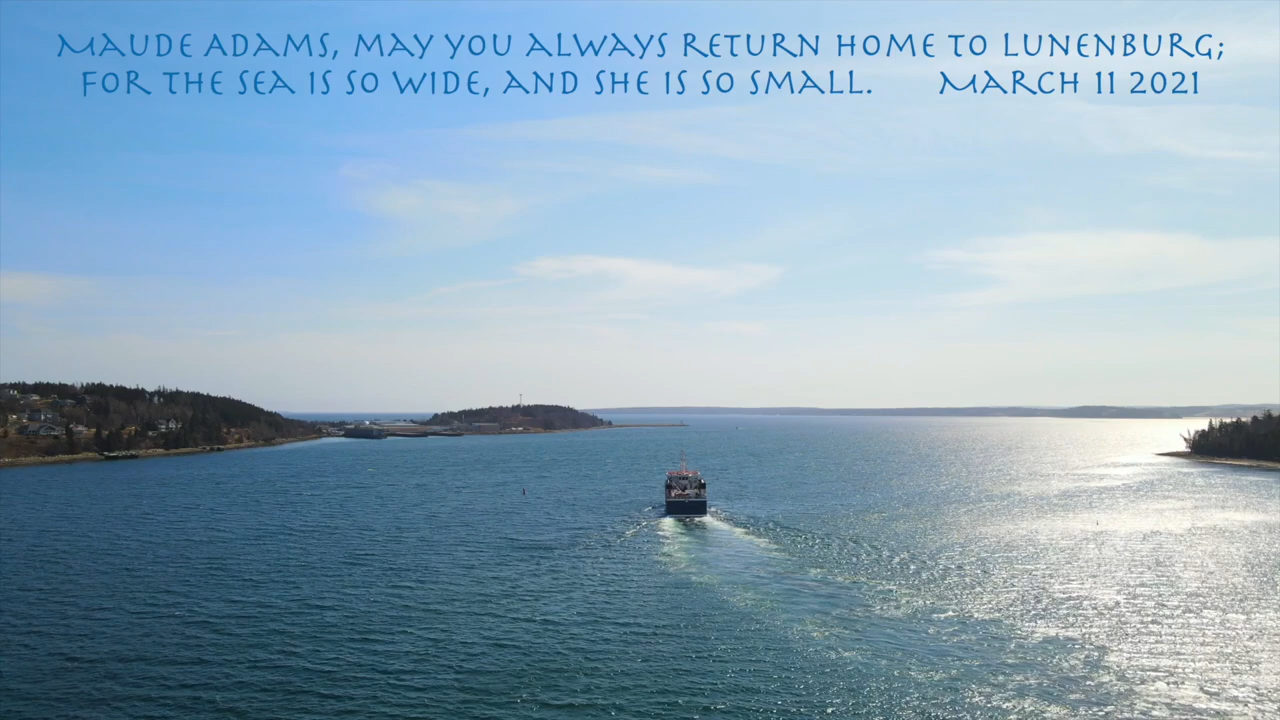 MAUDE ADAMS, MAY YOU ALWAYS RETURN HOME TO LUNENBURG;
FOR THE SEA IS SO WIDE, AND SHE IS SO SMALL. MARCH 11 2021